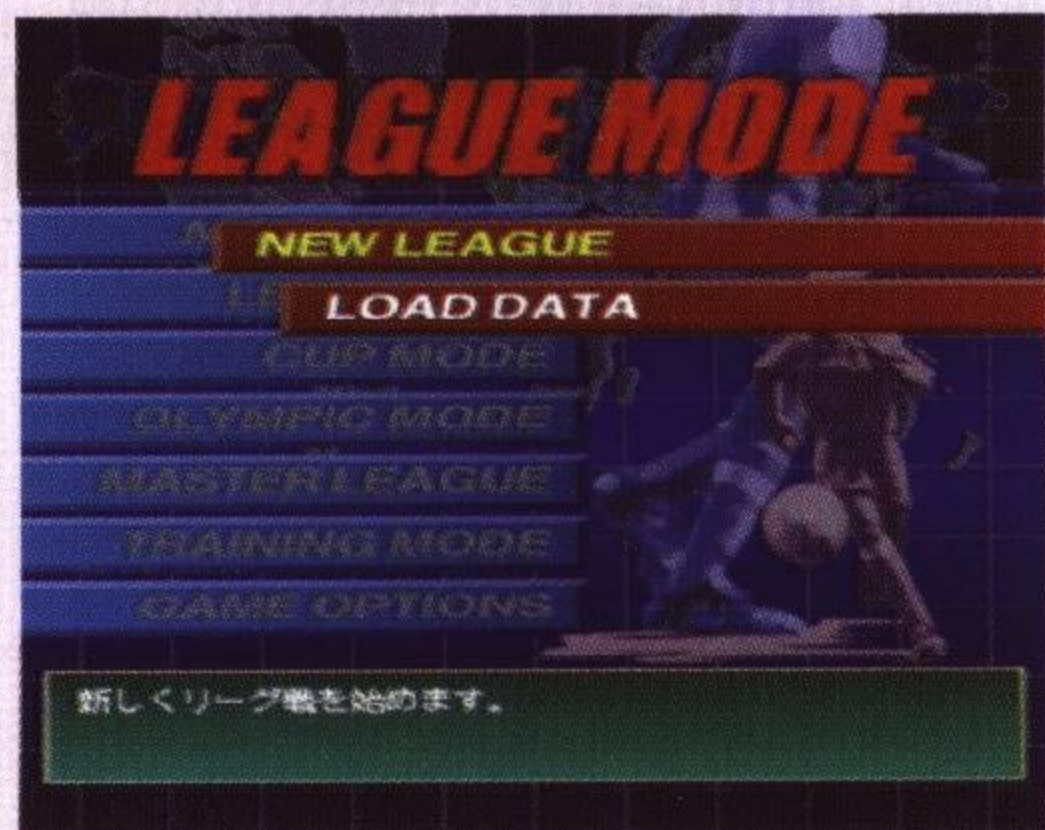 LEAGUE MODE
NEW LEAGUE
LOAD DATA
CUP MODE
OLYMPIC MODE
MASTER LEAGUE
TRAINING MODE
GAME OPTIONS
新しくリーグ戦を始めます。